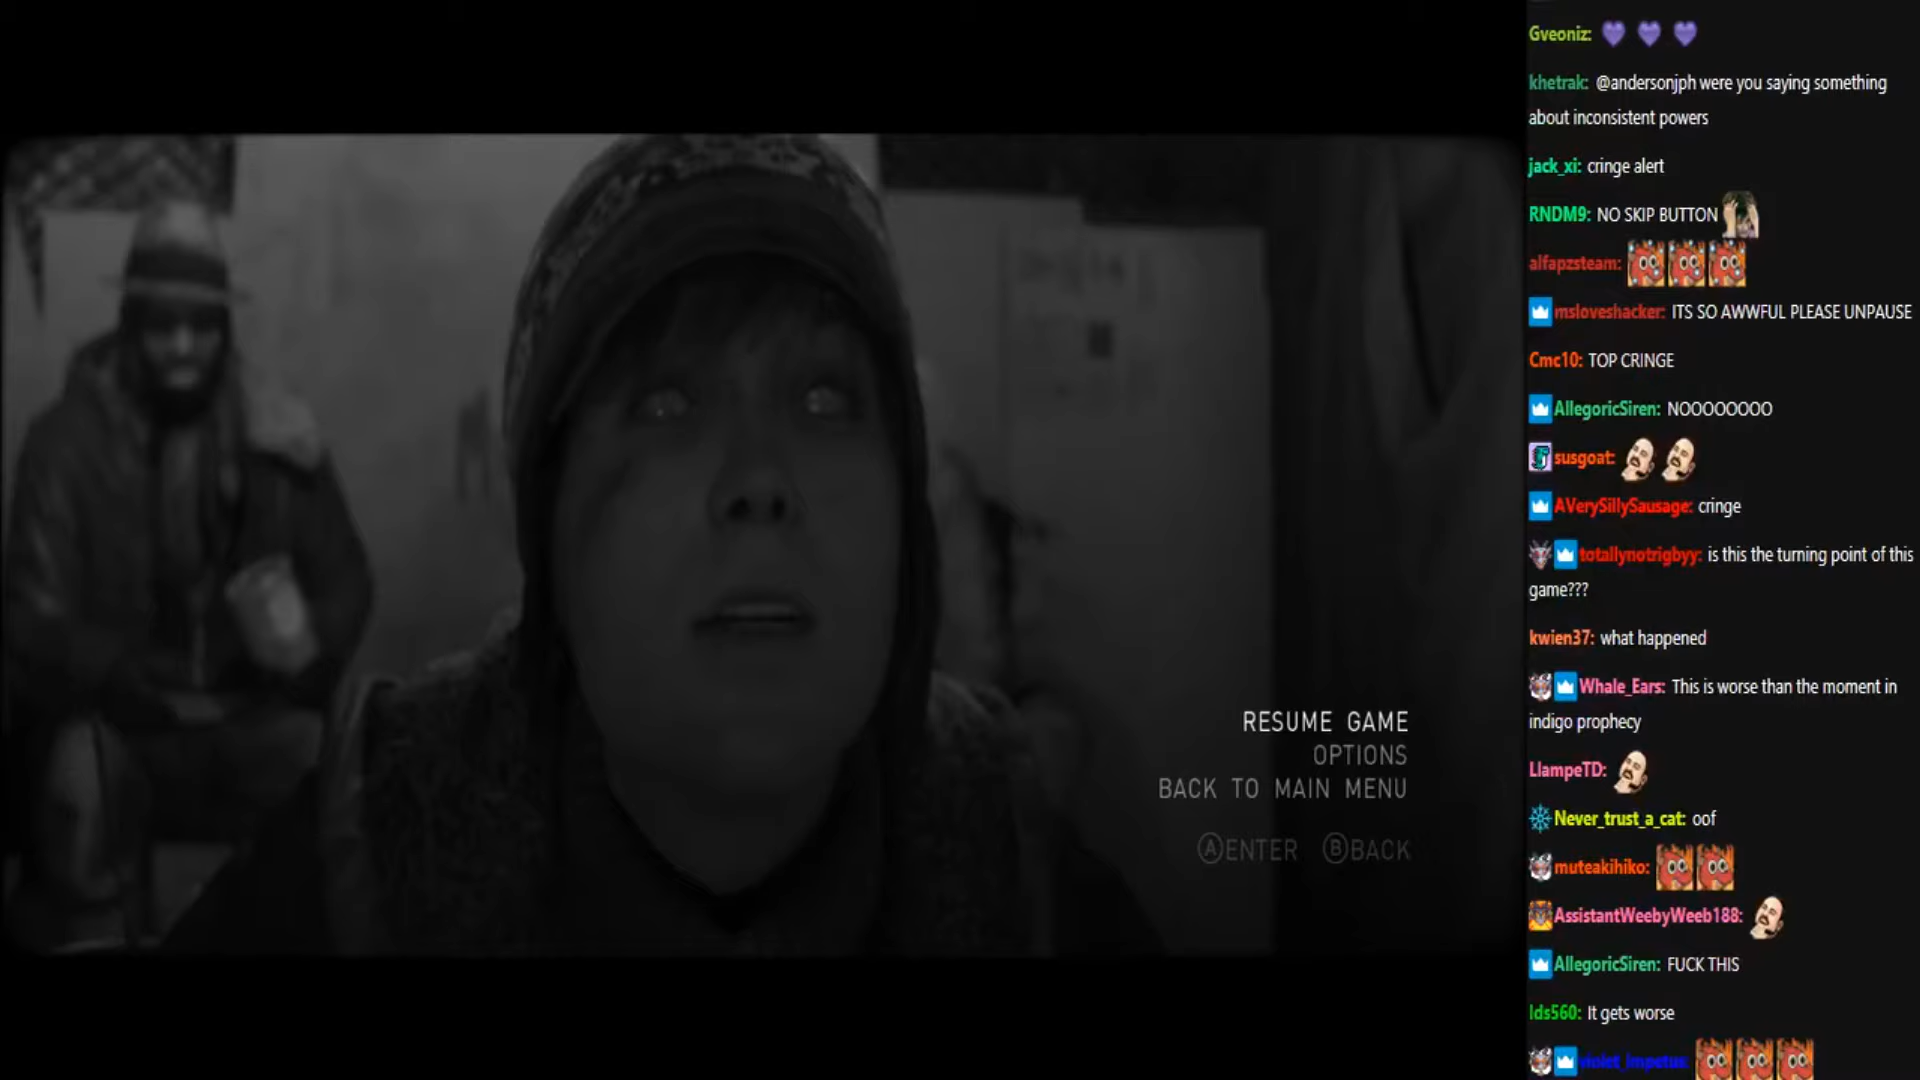 RESUME GAME
OPTIONS
BACK TO MAIN MENU
A ENTER B BACK
Gveoniz:
khetrak: @andersonjph were you saying something
about inconsistent powers
jack_xi: cringe alert
RNDM9: NO SKIP BUTTON
alfapzsteam:
msloveshacker: ITS SO AWWFUL PLEASE UNPAUSE
Cmc10: TOP CRINGE
AllegoricSiren: NOOOOOOOO
susgoat:
AVerySillySausage: cringe
totallynotrigbyy: is this the turning point of this
game???
kwien37: what happened
Whale_Ears: This is worse than the moment in
indigo prophecy
LlampeTD:
Never_trust_a_cat: oof
muteakihiko:
AssistantWeebyWeeb188:
AllegoricSiren: FUCK THIS
lds560: It gets worse
violet_impetus: